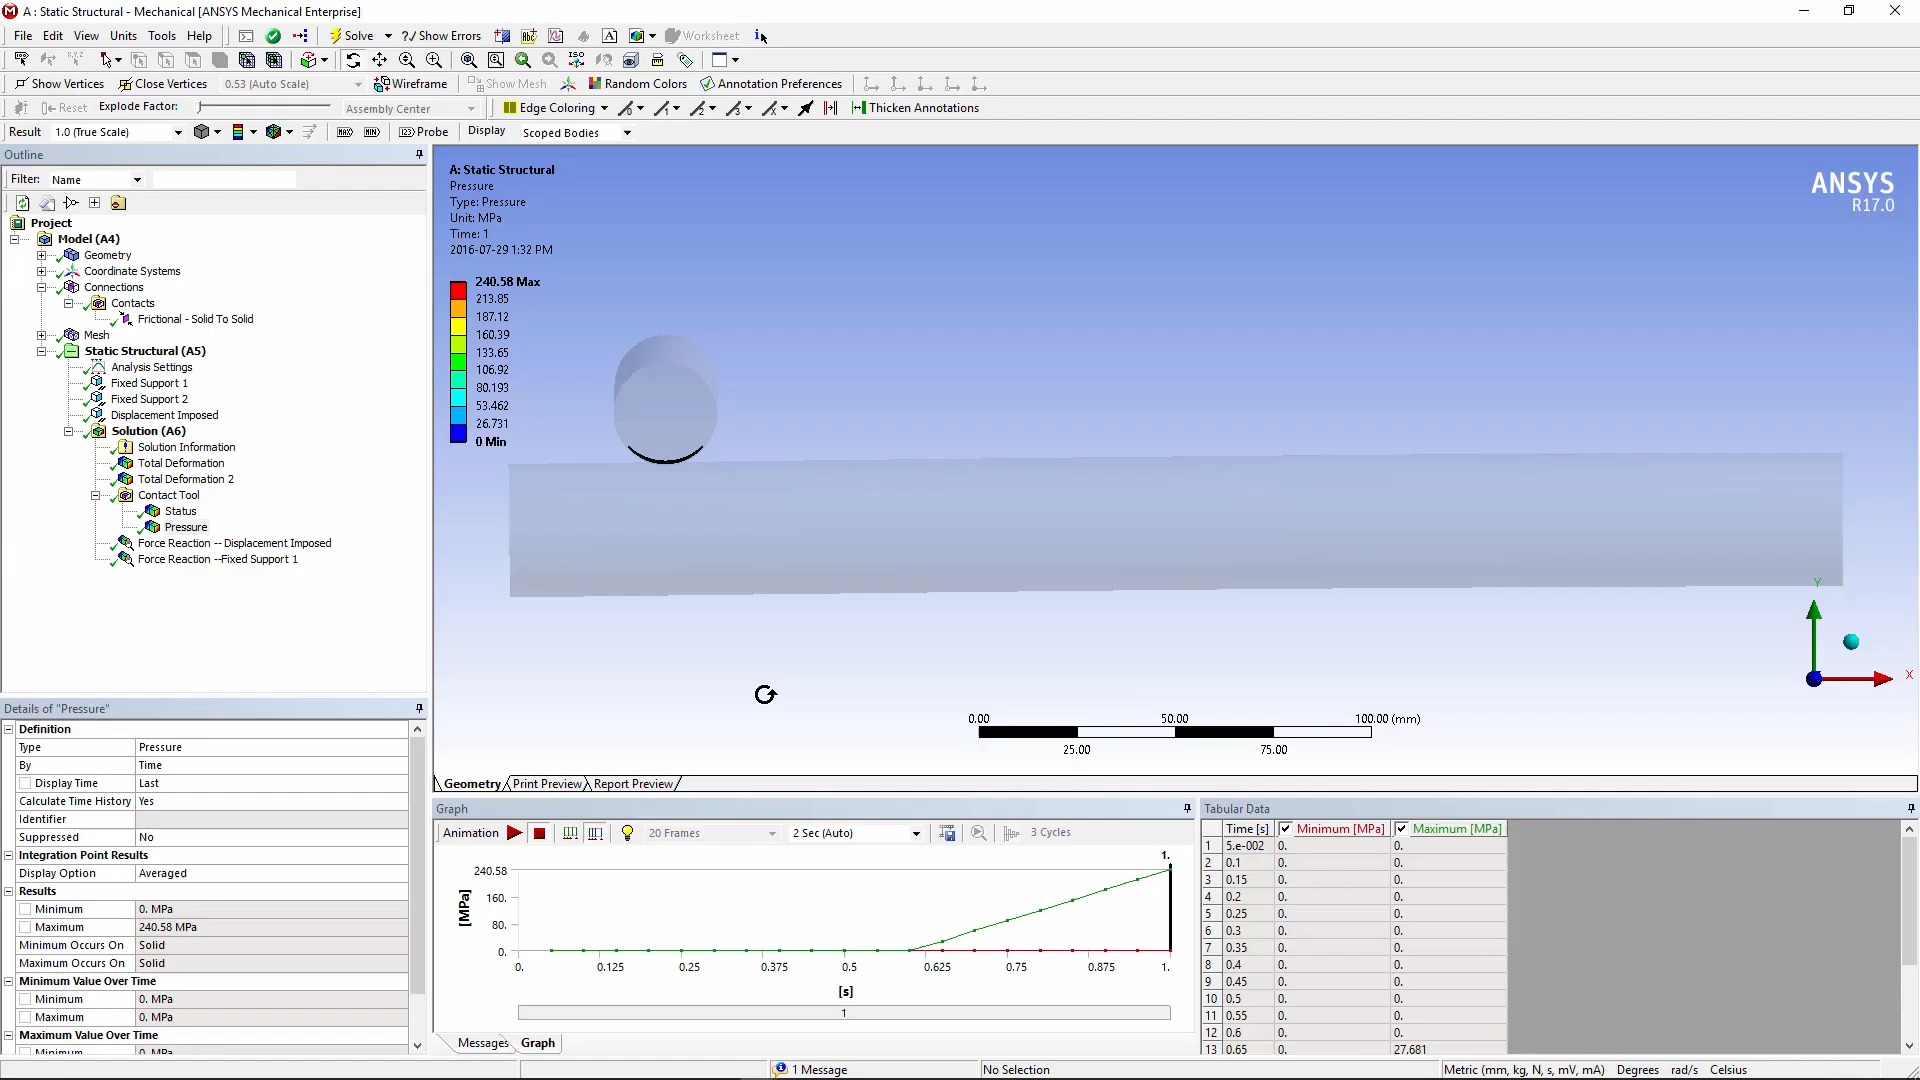 A : Static Structural - Mechanical [ANSYS Mechanical Enterprise]
File Edit View Units Tools Help Solve ?/ Show Errors Worksheet
Show Vertices Close Vertices 0.53 (Auto Scale) Wireframe Show Mesh Random Colors Annotation Preferences
Reset Explode Factor: Assembly Center Edge Coloring Thicken Annotations
Result 1.0 (True Scale) MAX MIN Probe Display Scoped Bodies
Outline
Filter: Name
Project
Model (A4)
Geometry
Coordinate Systems
Connections
Contacts
Frictional - Solid To Solid
Mesh
Static Structural (A5)
Analysis Settings
Fixed Support 1
Fixed Support 2
Displacement Imposed
Solution (A6)
Solution Information
Total Deformation
Total Deformation 2
Contact Tool
Status
Pressure
Force Reaction -- Displacement Imposed
Force Reaction --Fixed Support 1
Details of "Pressure"
Definition
Type Pressure
By Time
Display Time Last
Calculate Time History Yes
Identifier
Suppressed No
Integration Point Results
Display Option Averaged
Results
Minimum 0. MPa
Maximum 240.58 MPa
Minimum Occurs On Solid
Maximum Occurs On Solid
Minimum Value Over Time
Minimum 0. MPa
Maximum 0. MPa
Maximum Value Over Time
Minimum 0. MPa
A: Static Structural
Pressure
Type: Pressure
Unit: MPa
Time: 1
2016-07-29 1:32 PM
240.58 Max
213.85
187.12
160.39
133.65
106.92
80.193
53.462
26.731
0 Min
ANSYS
R17.0
Y
X
0.00 50.00 100.00 (mm)
25.00 75.00
Geometry Print Preview Report Preview
Graph
Animation 20 Frames 2 Sec (Auto) 3 Cycles
1.
240.58
160.
80.
0.
[MPa]
0. 0.125 0.25 0.375 0.5 0.625 0.75 0.875 1.
[s]
1
Messages Graph
Tabular Data
Time [s] Minimum [MPa] Maximum [MPa]
1 5.e-002 0. 0.
2 0.1 0. 0.
3 0.15 0. 0.
4 0.2 0. 0.
5 0.25 0. 0.
6 0.3 0. 0.
7 0.35 0. 0.
8 0.4 0. 0.
9 0.45 0. 0.
10 0.5 0. 0.
11 0.55 0. 0.
12 0.6 0. 0.
13 0.65 0. 27.681
1 Message No Selection Metric (mm, kg, N, s, mV, mA) Degrees rad/s Celsius